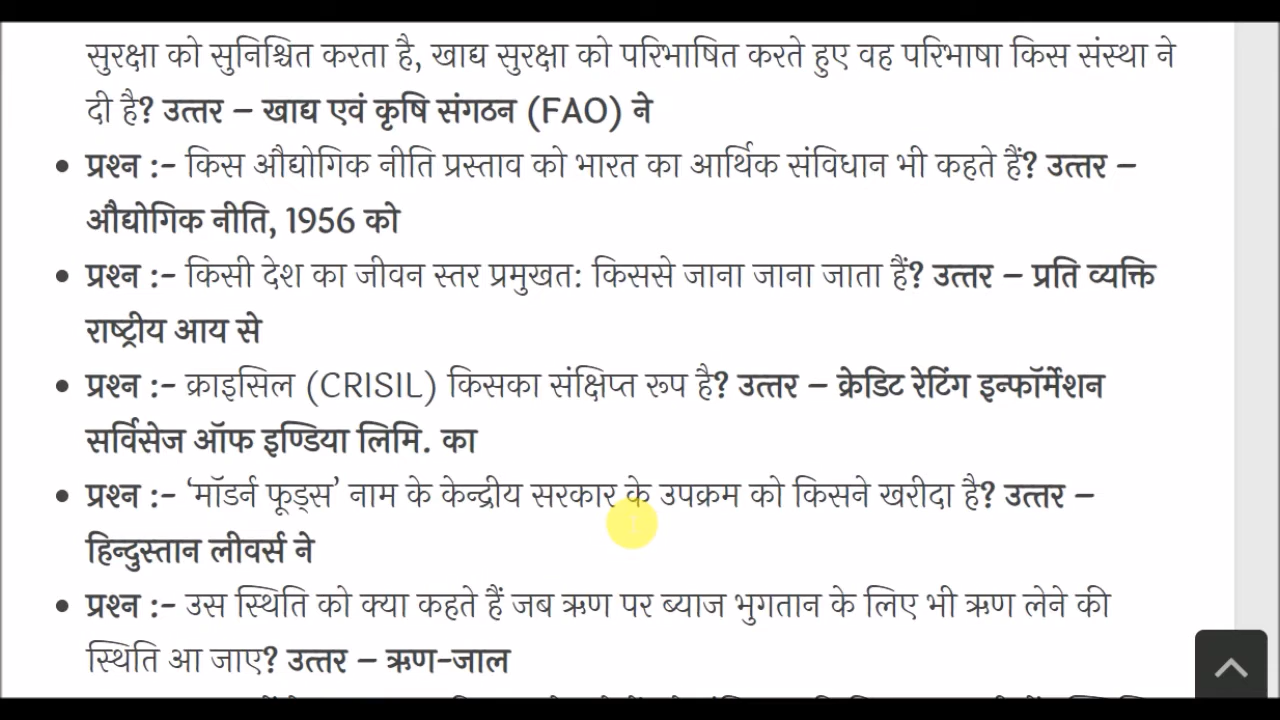 सुरक्षा को सुनिश्चित करता है, खाद्य सुरक्षा को परिभाषित करते हुए वह परिभाषा किस संस्था ने
दी है? उत्तर – खाद्य एवं कृषि संगठन (FAO) ने
• प्रश्न :- किस औद्योगिक नीति प्रस्ताव को भारत का आर्थिक संविधान भी कहते हैं? उत्तर –
औद्योगिक नीति, 1956 को
• प्रश्न :- किसी देश का जीवन स्तर प्रमुखत: किससे जाना जाना जाता हैं? उत्तर – प्रति व्यक्ति
राष्ट्रीय आय से
• प्रश्न :- क्राइसिल (CRISIL) किसका संक्षिप्त रूप है? उत्तर – क्रेडिट रेटिंग इन्फॉर्मेशन
सर्विसेज ऑफ इण्डिया लिमि. का
• प्रश्न :- ‘मॉडर्न फूड्स’ नाम के केन्द्रीय सरकार के उपक्रम को किसने खरीदा है? उत्तर –
हिन्दुस्तान लीवर्स ने
• प्रश्न :- उस स्थिति को क्या कहते हैं जब ऋण पर ब्याज भुगतान के लिए भी ऋण लेने की
स्थिति आ जाए? उत्तर – ऋण-जाल